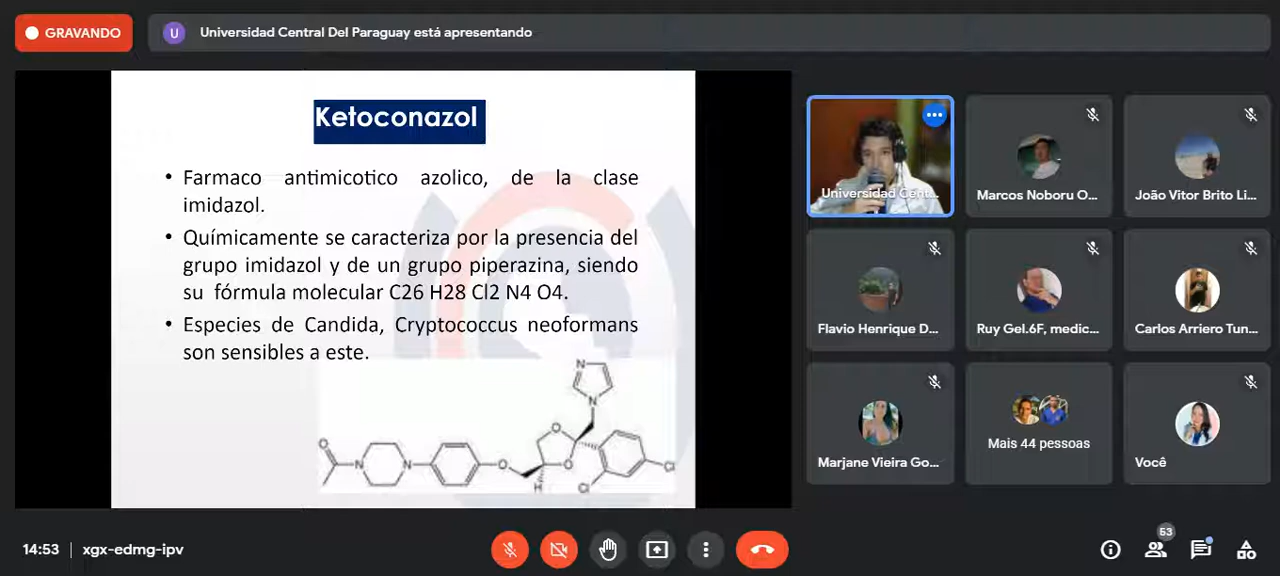 GRAVANDO
U
Universidad Central Del Paraguay está apresentando
Ketoconazol
• Farmaco antimicotico azolico, de la clase
imidazol.
• Químicamente se caracteriza por la presencia del
grupo imidazol y de un grupo piperazina, siendo
su fórmula molecular C26 H28 Cl2 N4 O4.
• Especies de Candida, Cryptococcus neoformans
son sensibles a este.
N
N
O
O
N
N
O
O
Cl
H
Cl
Universidad Cent...
Marcos Noboru O...
João Vitor Brito Li...
Flavio Henrique D...
Ruy Gel.6F, medic...
Carlos Arriero Tun...
Marjane Vieira Go...
Mais 44 pessoas
Você
14:53 | xgx-edmg-ipv
53